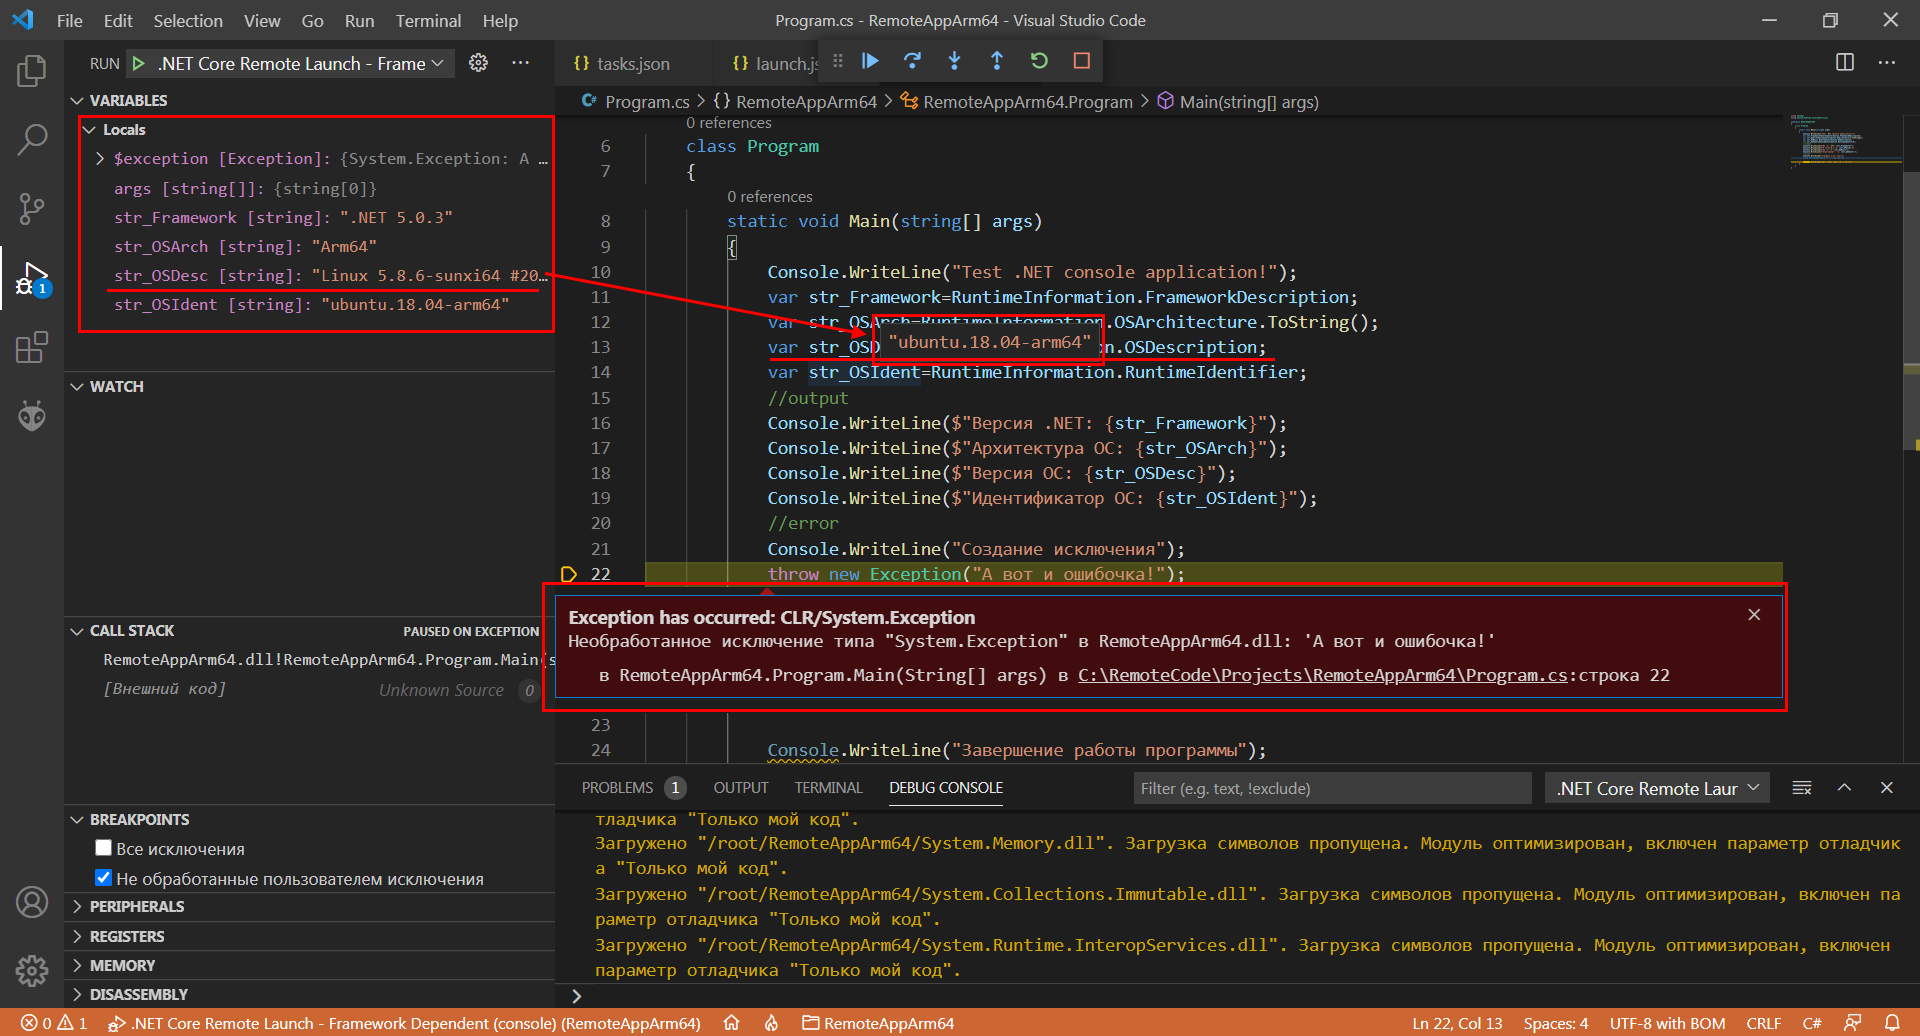 File Edit Selection View Go Run Terminal Help
Program.cs - RemoteAppArm64 - Visual Studio Code
RUN .NET Core Remote Launch - Frame
VARIABLES
Locals
$exception [Exception]: {System.Exception: A …
args [string[]]: {string[0]}
str_Framework [string]: ".NET 5.0.3"
str_OSArch [string]: "Arm64"
str_OSDesc [string]: "Linux 5.8.6-sunxi64 #20…
str_OSIdent [string]: "ubuntu.18.04-arm64"
WATCH
CALL STACK PAUSED ON EXCEPTION
RemoteAppArm64.dll!RemoteAppArm64.Program.Main(s
[Внешний код] Unknown Source 0
BREAKPOINTS
Все исключения
Не обработанные пользователем исключения
PERIPHERALS
REGISTERS
MEMORY
DISASSEMBLY
1
{} tasks.json {} launch.js
C# Program.cs > {} RemoteAppArm64 > RemoteAppArm64.Program > Main(string[] args)
0 references
6 class Program
7 {
0 references
8 static void Main(string[] args)
9 {
10 Console.WriteLine("Test .NET console application!");
11 var str_Framework=RuntimeInformation.FrameworkDescription;
12 var str_OSArch=RuntimeInformation.OSArchitecture.ToString();
"ubuntu.18.04-arm64"
13 var str_OSD n.OSDescription;
14 var str_OSIdent=RuntimeInformation.RuntimeIdentifier;
15 //output
16 Console.WriteLine($"Версия .NET: {str_Framework}");
17 Console.WriteLine($"Архитектура ОС: {str_OSArch}");
18 Console.WriteLine($"Версия ОС: {str_OSDesc}");
19 Console.WriteLine($"Идентификатор ОС: {str_OSIdent}");
20 //error
21 Console.WriteLine("Создание исключения");
22 throw new Exception("А вот и ошибочка!");
Exception has occurred: CLR/System.Exception
Необработанное исключение типа "System.Exception" в RemoteAppArm64.dll: 'А вот и ошибочка!'
в RemoteAppArm64.Program.Main(String[] args) в C:\RemoteCode\Projects\RemoteAppArm64\Program.cs:строка 22
23
24 Console.WriteLine("Завершение работы программы");
PROBLEMS 1 OUTPUT TERMINAL DEBUG CONSOLE Filter (e.g. text, !exclude) .NET Core Remote Laur
тладчика "Только мой код".
Загружено "/root/RemoteAppArm64/System.Memory.dll". Загрузка символов пропущена. Модуль оптимизирован, включен параметр отладчик
а "Только мой код".
Загружено "/root/RemoteAppArm64/System.Collections.Immutable.dll". Загрузка символов пропущена. Модуль оптимизирован, включен па
раметр отладчика "Только мой код".
Загружено "/root/RemoteAppArm64/System.Runtime.InteropServices.dll". Загрузка символов пропущена. Модуль оптимизирован, включен
параметр отладчика "Только мой код".
0 1 .NET Core Remote Launch - Framework Dependent (console) (RemoteAppArm64) RemoteAppArm64 Ln 22, Col 13 Spaces: 4 UTF-8 with BOM CRLF C#